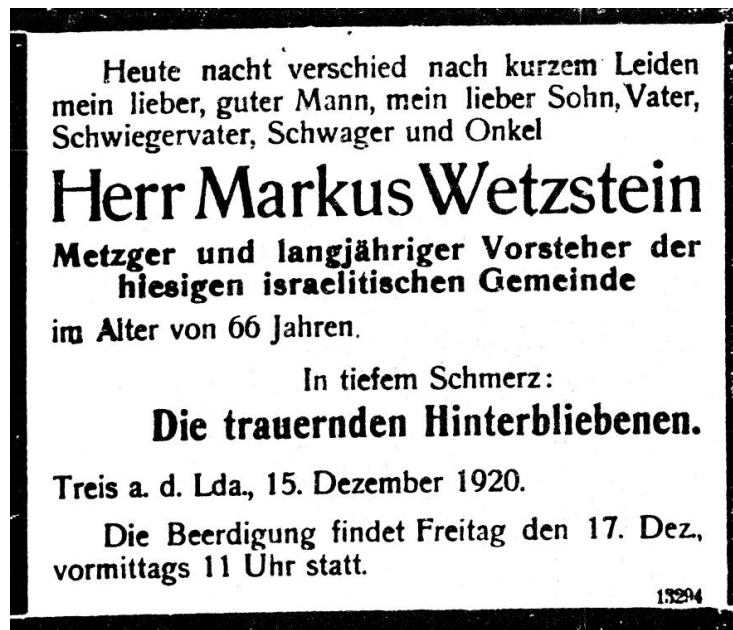 Heute nacht verschied nach kurzem Leiden
mein lieber, guter Mann, mein lieber Sohn, Vater,
Schwiegervater, Schwager und Onkel
Herr Markus Wetzstein
Metzger und langjähriger Vorsteher der
hiesigen israelitischen Gemeinde
im Alter von 66 Jahren.
In tiefem Schmerz:
Die trauernden Hinterbliebenen.
Treis a. d. Lda., 15. Dezember 1920.
Die Beerdigung findet Freitag den 17. Dez.,
vormittags 11 Uhr statt.
13294